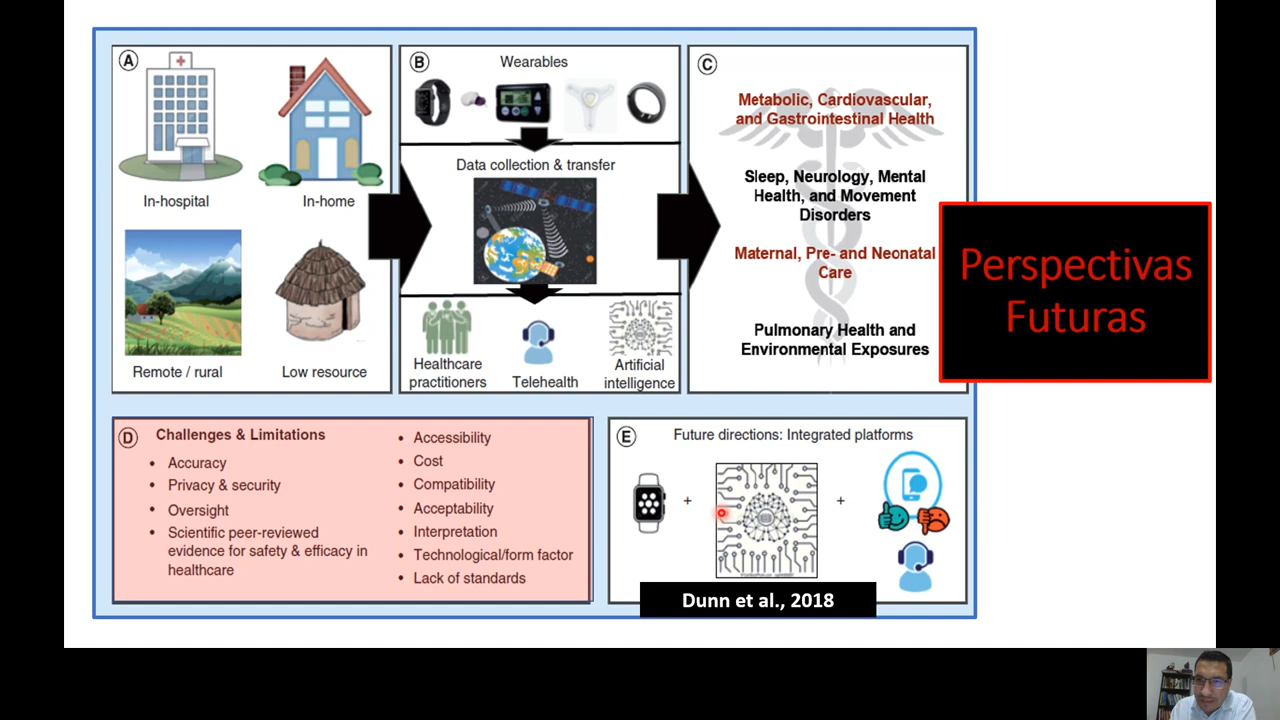 A
In-hospital
In-home
Remote / rural
Low resource
B
Wearables
Data collection & transfer
Healthcare
practitioners
Telehealth
Artificial
intelligence
C
Metabolic, Cardiovascular,
and Gastrointestinal Health
Sleep, Neurology, Mental
Health, and Movement
Disorders
Maternal, Pre- and Neonatal
Care
Pulmonary Health and
Environmental Exposures
Perspectivas
Futuras
D
Challenges & Limitations
• Accuracy
• Privacy & security
• Oversight
• Scientific peer-reviewed
evidence for safety & efficacy in
healthcare
• Accessibility
• Cost
• Compatibility
• Acceptability
• Interpretation
• Technological/form factor
• Lack of standards
E
Future directions: Integrated platforms
+
+
Dunn et al., 2018